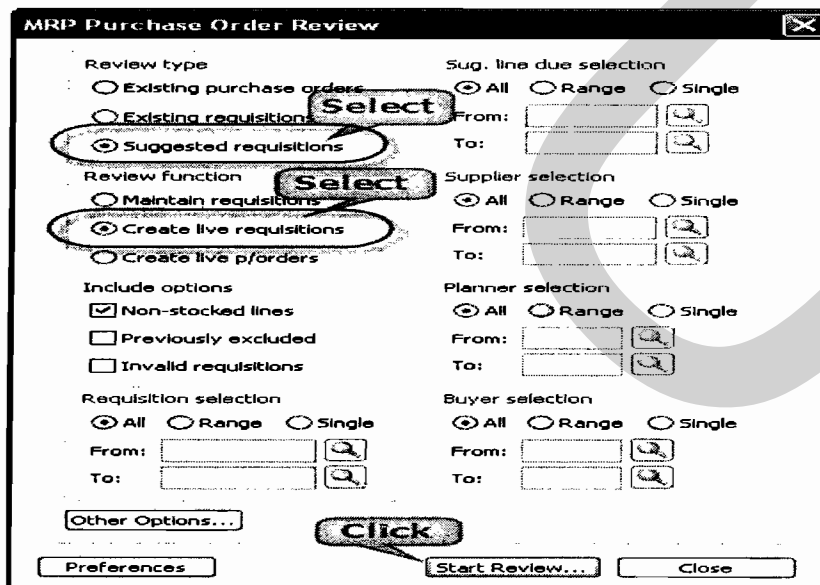 MRP Purchase Order Review
Review type
Existing purchase orders
Existing requisitions
Suggested requisitions
Select
Review function
Maintain requisitions
Create live requisitions
Create live p/orders
Select
Include options
Non-stocked lines
Previously excluded
Invalid requisitions
Requisition selection
All Range Single
From:
To:
Sug. line due selection
All Range Single
From:
To:
Supplier selection
All Range Single
From:
To:
Planner selection
All Range Single
From:
To:
Buyer selection
All Range Single
From:
To:
Other Options...
Click
Preferences Start Review... Close